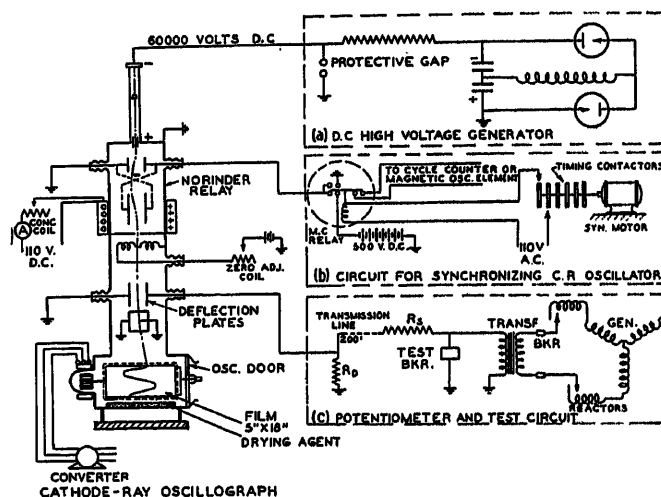 60000 VOLTS D.C
PROTECTIVE GAP
(a) D.C HIGH VOLTAGE GENERATOR
NORINDER
RELAY
CONC
COIL
A
110 V.
D.C.
ZERO ADJ.
COIL
TO CYCLE COUNTER OR
MAGNETIC OSC. ELEMENT
TIMING CONTACTORS
M.C
RELAY
500 V. D.C
110V
A.C.
SYN. MOTOR
(b) CIRCUIT FOR SYNCHRONIZING C.R OSCILLATOR
DEFLECTION
PLATES
OSC. DOOR
FILM
5"X18"
DRYING AGENT
CONVERTER
CATHODE-RAY OSCILLOGRAPH
TRANSMISSION
LINE
200'
RS
RD
TEST
BKR.
TRANSF
BKR
GEN.
REACTORS
(C) POTENTIOMETER AND TEST CIRCUIT